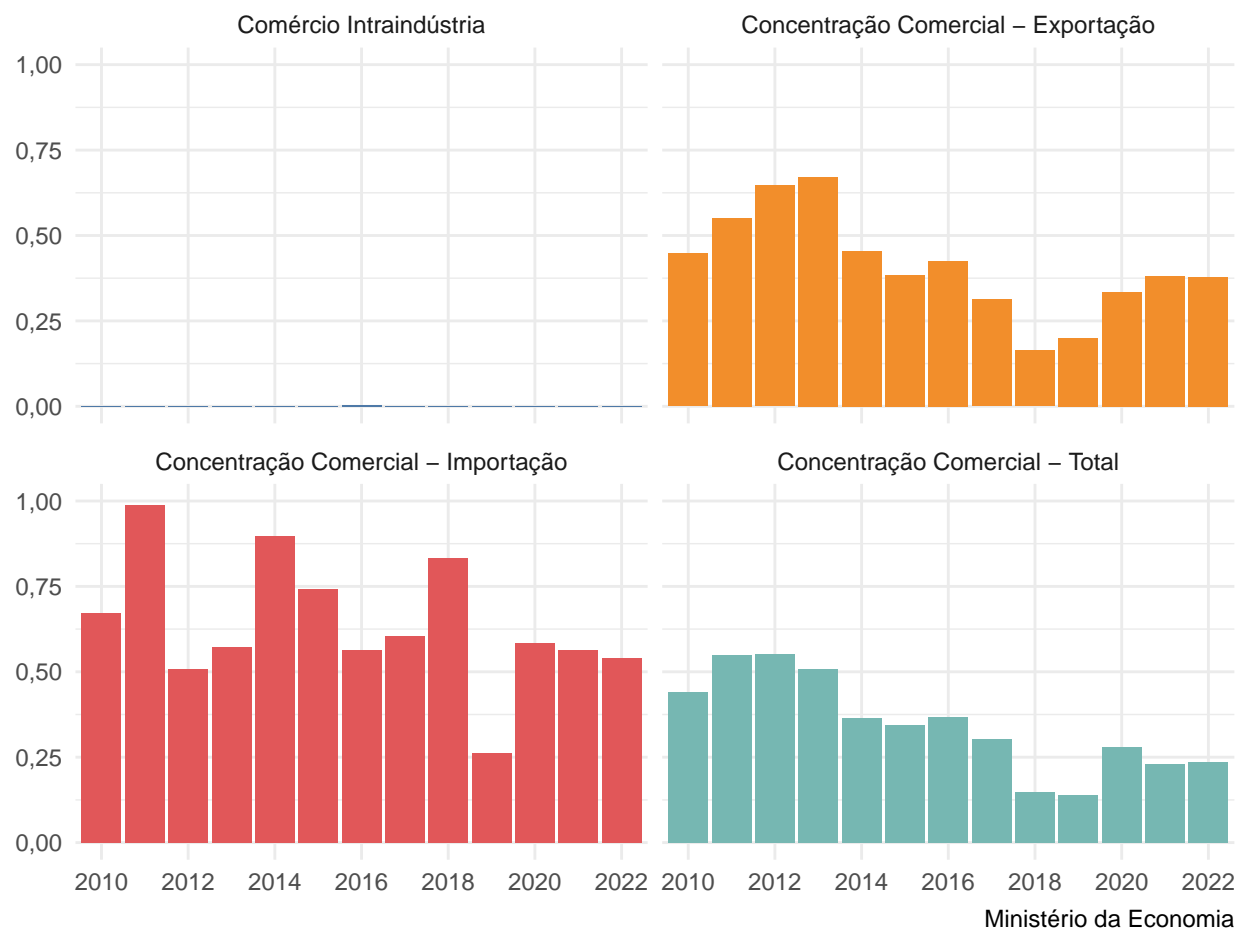 Comércio Intraindústria
Concentração Comercial – Exportação
1,00
0,75
0,50
0,25
0,00
Concentração Comercial – Importação
Concentração Comercial – Total
1,00
0,75
0,50
0,25
0,00
2010 2012 2014 2016 2018 2020 2022
2010 2012 2014 2016 2018 2020 2022
Ministério da Economia